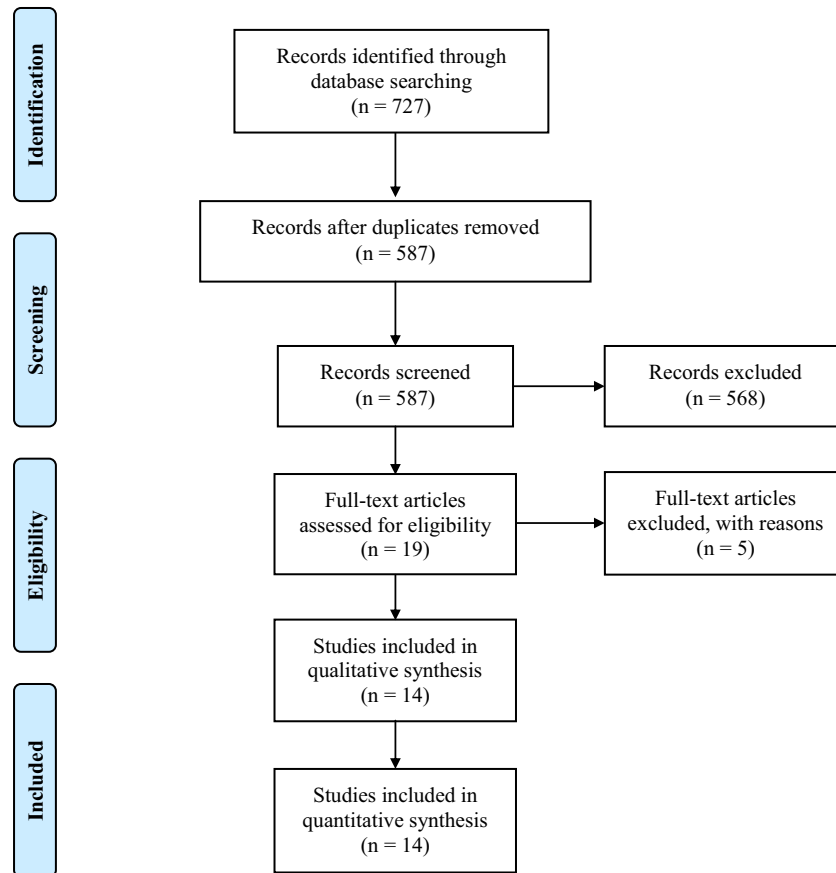 Identification
Records identified through
database searching
(n = 727)
Records after duplicates removed
(n = 587)
Screening
Records screened
(n = 587)
Records excluded
(n = 568)
Eligibility
Full-text articles
assessed for eligibility
(n = 19)
Full-text articles
excluded, with reasons
(n = 5)
Studies included in
qualitative synthesis
(n = 14)
Included
Studies included in
quantitative synthesis
(n = 14)